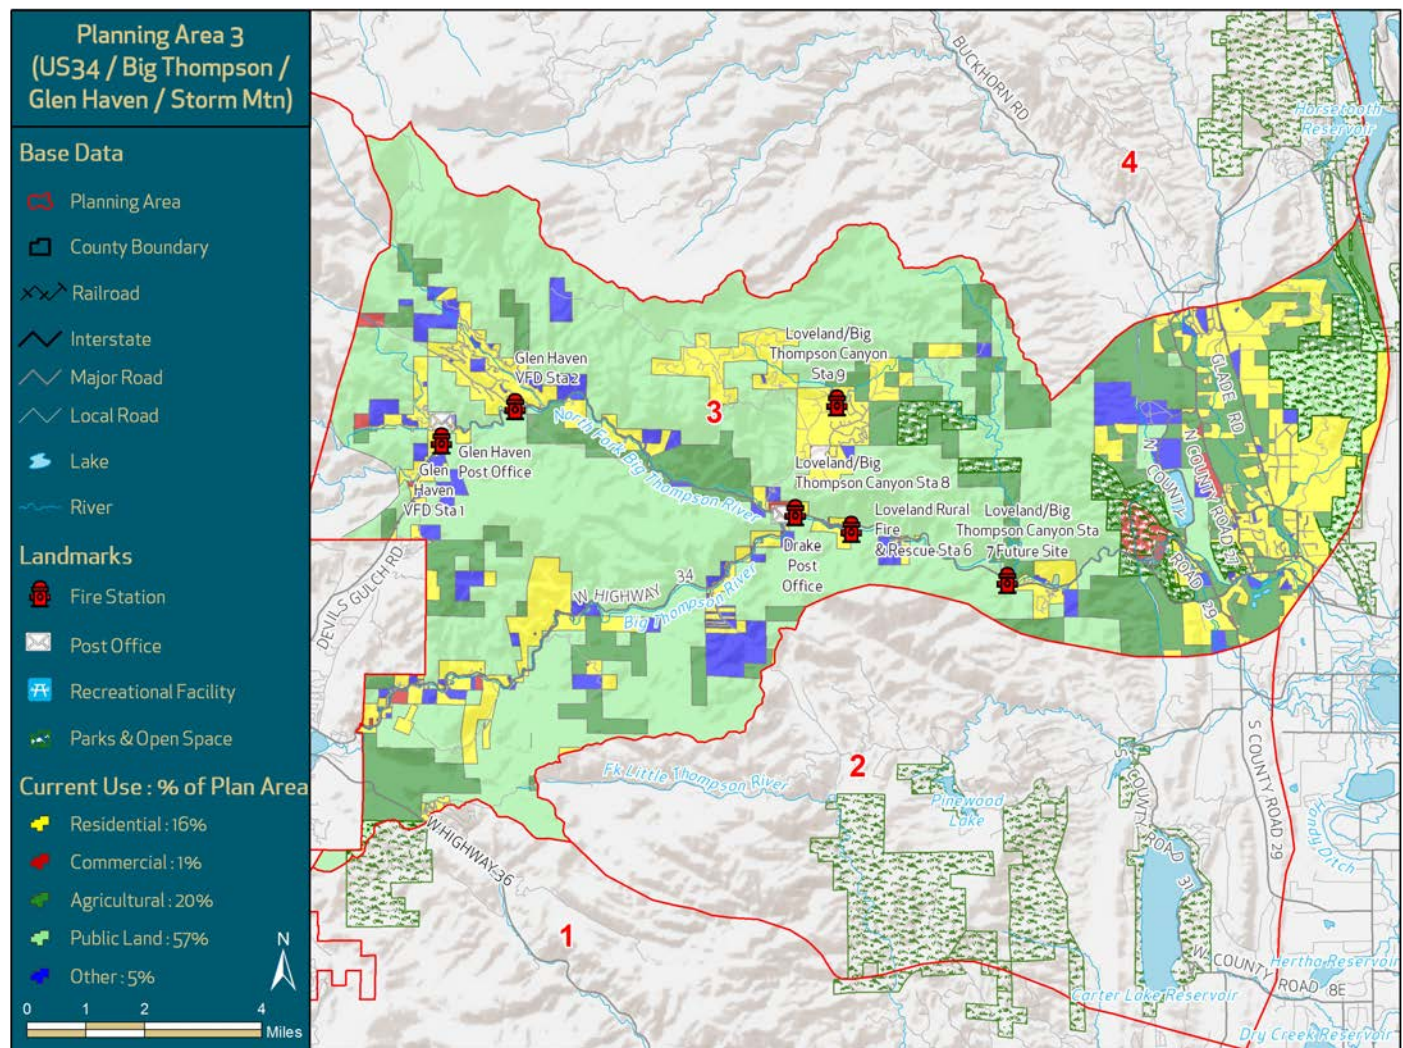 Planning Area 3
(US34 / Big Thompson /
Glen Haven / Storm Mtn)
Base Data
Planning Area
County Boundary
Railroad
Interstate
Major Road
Local Road
Lake
River
Landmarks
Fire Station
Post Office
Recreational Facility
Parks & Open Space
Current Use : % of Plan Area
Residential : 16%
Commercial : 1%
Agricultural : 20%
Public Land : 57%
Other : 5%
N
0 1 2 4
Miles
BUCKHORN RD
4
Horsetooth
Reservoir
Glen Haven
VFD Sta 2
Loveland/Big
Thompson Canyon
Sta 9
3
GLADE RD
N COUNTY
N COUNTY ROAD 27
ROAD 29
Glen Haven
Post Office
Glen
Haven
VFD Sta 1
North Fork Big Thompson River
Loveland/Big
Thompson Canyon Sta 8
Loveland Rural
Fire
& Rescue Sta 6
Loveland/Big
Thompson Canyon Sta
7 Future Site
Drake
Post
Office
DEVILS GULCH RD
W HIGHWAY 34
Big Thompson River
2
Fk Little Thompson River
Pinewood
Lake
S COUNTY ROAD 31
S COUNTY ROAD 29
Handy Ditch
W HIGHWAY 36
1
W COUNTY ROAD 8E
Hertha Reservoir
Carter Lake Reservoir
Dry Creek Reservoir